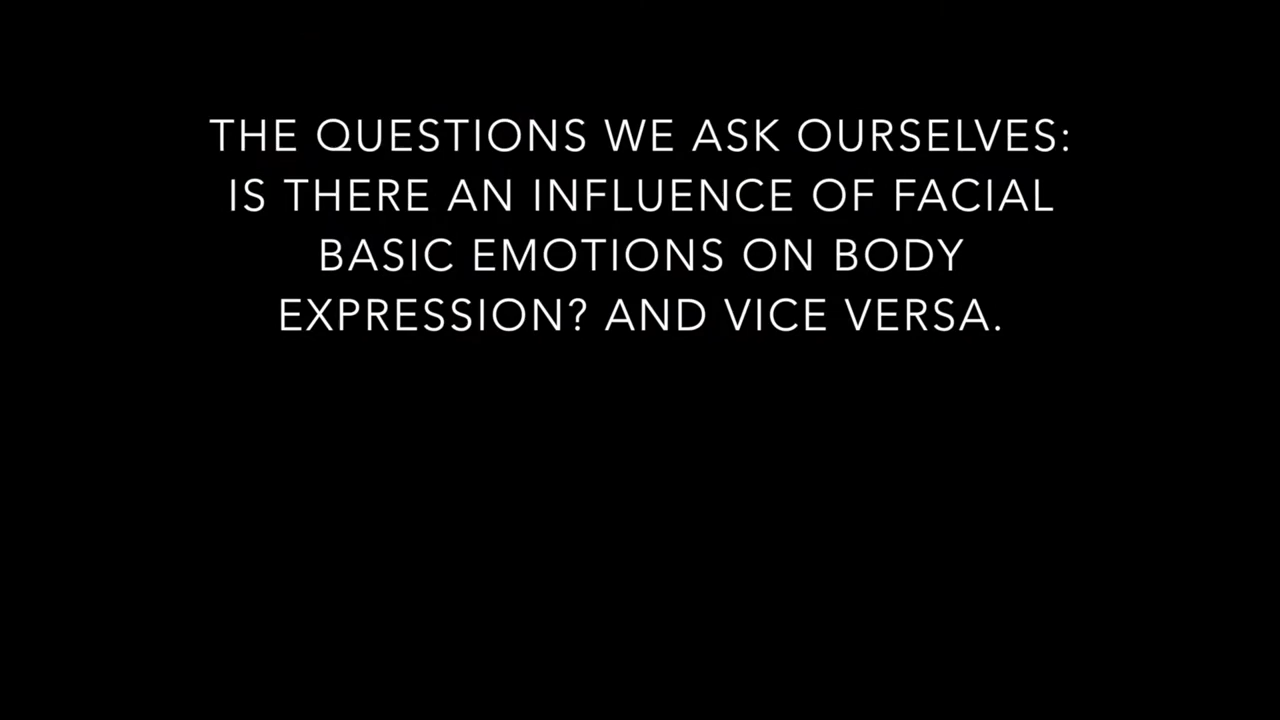 THE QUESTIONS WE ASK OURSELVES:
IS THERE AN INFLUENCE OF FACIAL
BASIC EMOTIONS ON BODY
EXPRESSION? AND VICE VERSA.